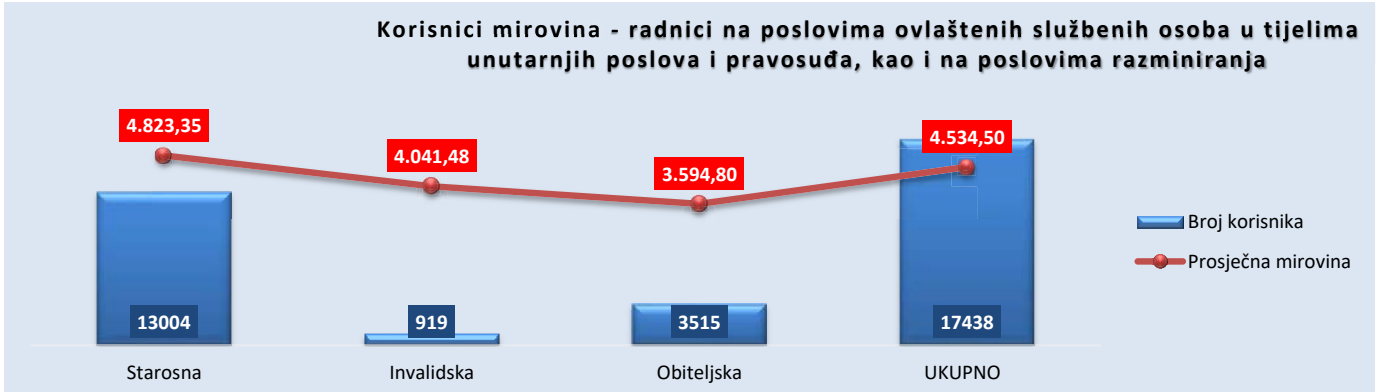 Korisnici mirovina - radnici na poslovima ovlaštenih službenih osoba u tijelima
unutarnjih poslova i pravosuđa, kao i na poslovima razminiranja
4.823,35
4.041,48
3.594,80
4.534,50
Broj korisnika
Prosječna mirovina
13004
919
3515
17438
Starosna
Invalidska
Obiteljska
UKUPNO